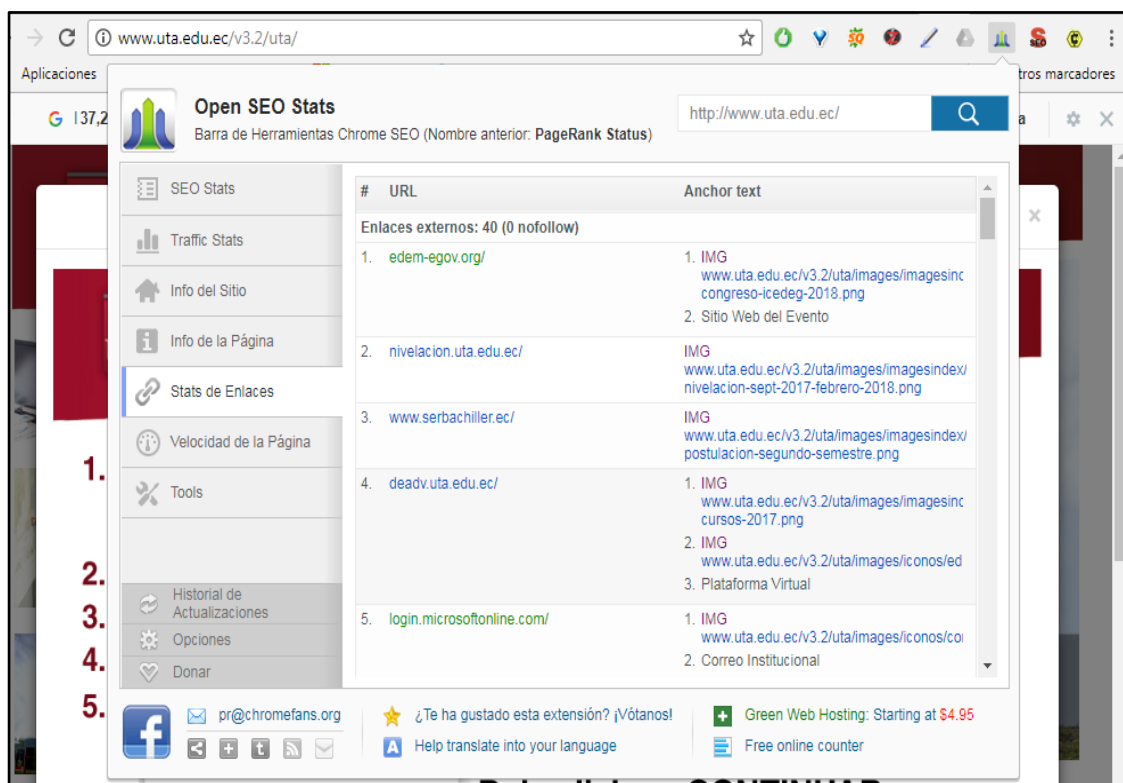 www.uta.edu.ec/v3.2/uta/
Aplicaciones
tros marcadores
G 137,2
Open SEO Stats
Barra de Herramientas Chrome SEO (Nombre anterior: PageRank Status)
http://www.uta.edu.ec/
a
SEO Stats
Traffic Stats
Info del Sitio
Info de la Página
Stats de Enlaces
Velocidad de la Página
Tools
Historial de
Actualizaciones
Opciones
Donar
# URL Anchor text
Enlaces externos: 40 (0 nofollow)
1. edem-egov.org/
1. IMG
www.uta.edu.ec/v3.2/uta/images/imagesinc
congreso-icedeg-2018.png
2. Sitio Web del Evento
2. nivelacion.uta.edu.ec/
IMG
www.uta.edu.ec/v3.2/uta/images/imagesindex/
nivelacion-sept-2017-febrero-2018.png
3. www.serbachiller.ec/
IMG
www.uta.edu.ec/v3.2/uta/images/imagesindex/
postulacion-segundo-semestre.png
4. deadv.uta.edu.ec/
1. IMG
www.uta.edu.ec/v3.2/uta/images/imagesinc
cursos-2017.png
2. IMG
www.uta.edu.ec/v3.2/uta/images/iconos/ed
3. Plataforma Virtual
5. login.microsoftonline.com/
1. IMG
www.uta.edu.ec/v3.2/uta/images/iconos/co
2. Correo Institucional
1.
2.
3.
4.
5.
pr@chromefans.org
¿Te ha gustado esta extensión? ¡Vótanos!
Green Web Hosting: Starting at $4.95
Help translate into your language
Free online counter
CONTINUAR